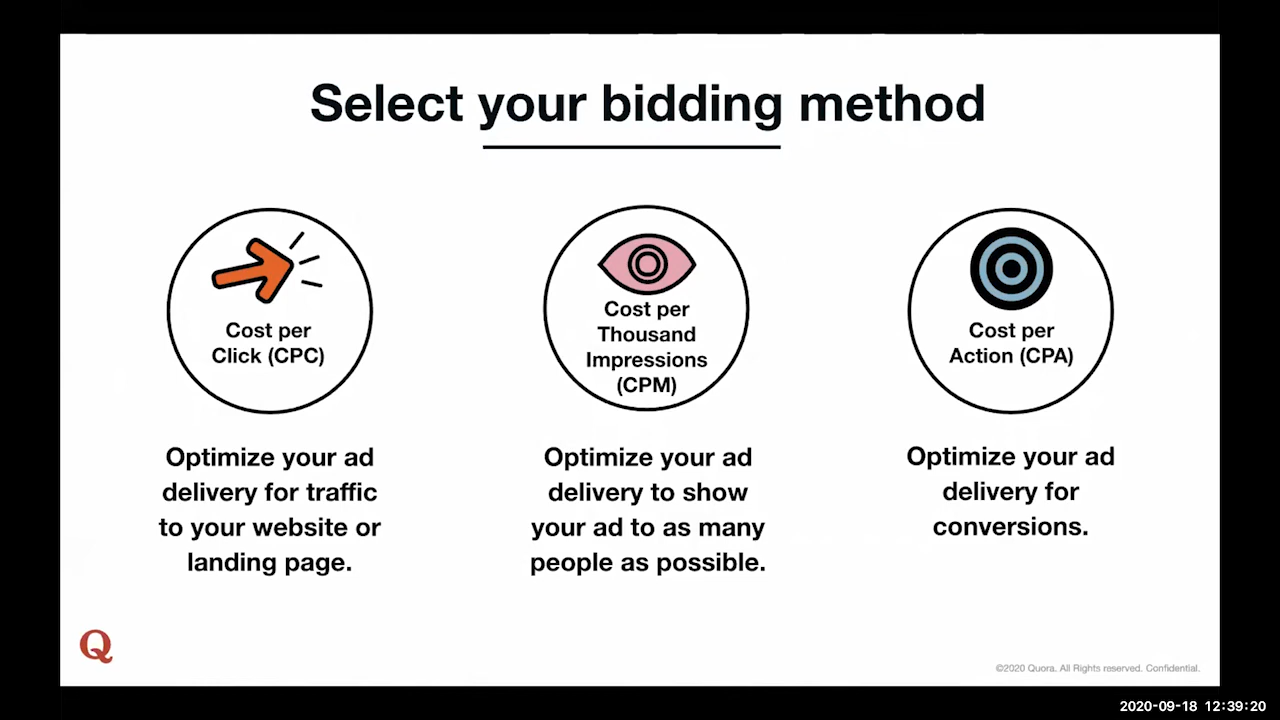 Select your bidding method
Cost per
Click (CPC)
Optimize your ad
delivery for traffic
to your website or
landing page.
Cost per
Thousand
Impressions
(CPM)
Optimize your ad
delivery to show
your ad to as many
people as possible.
Cost per
Action (CPA)
Optimize your ad
delivery for
conversions.
Q
©2020 Quora. All Rights reserved. Confidential.
2020-09-18 12:39:20